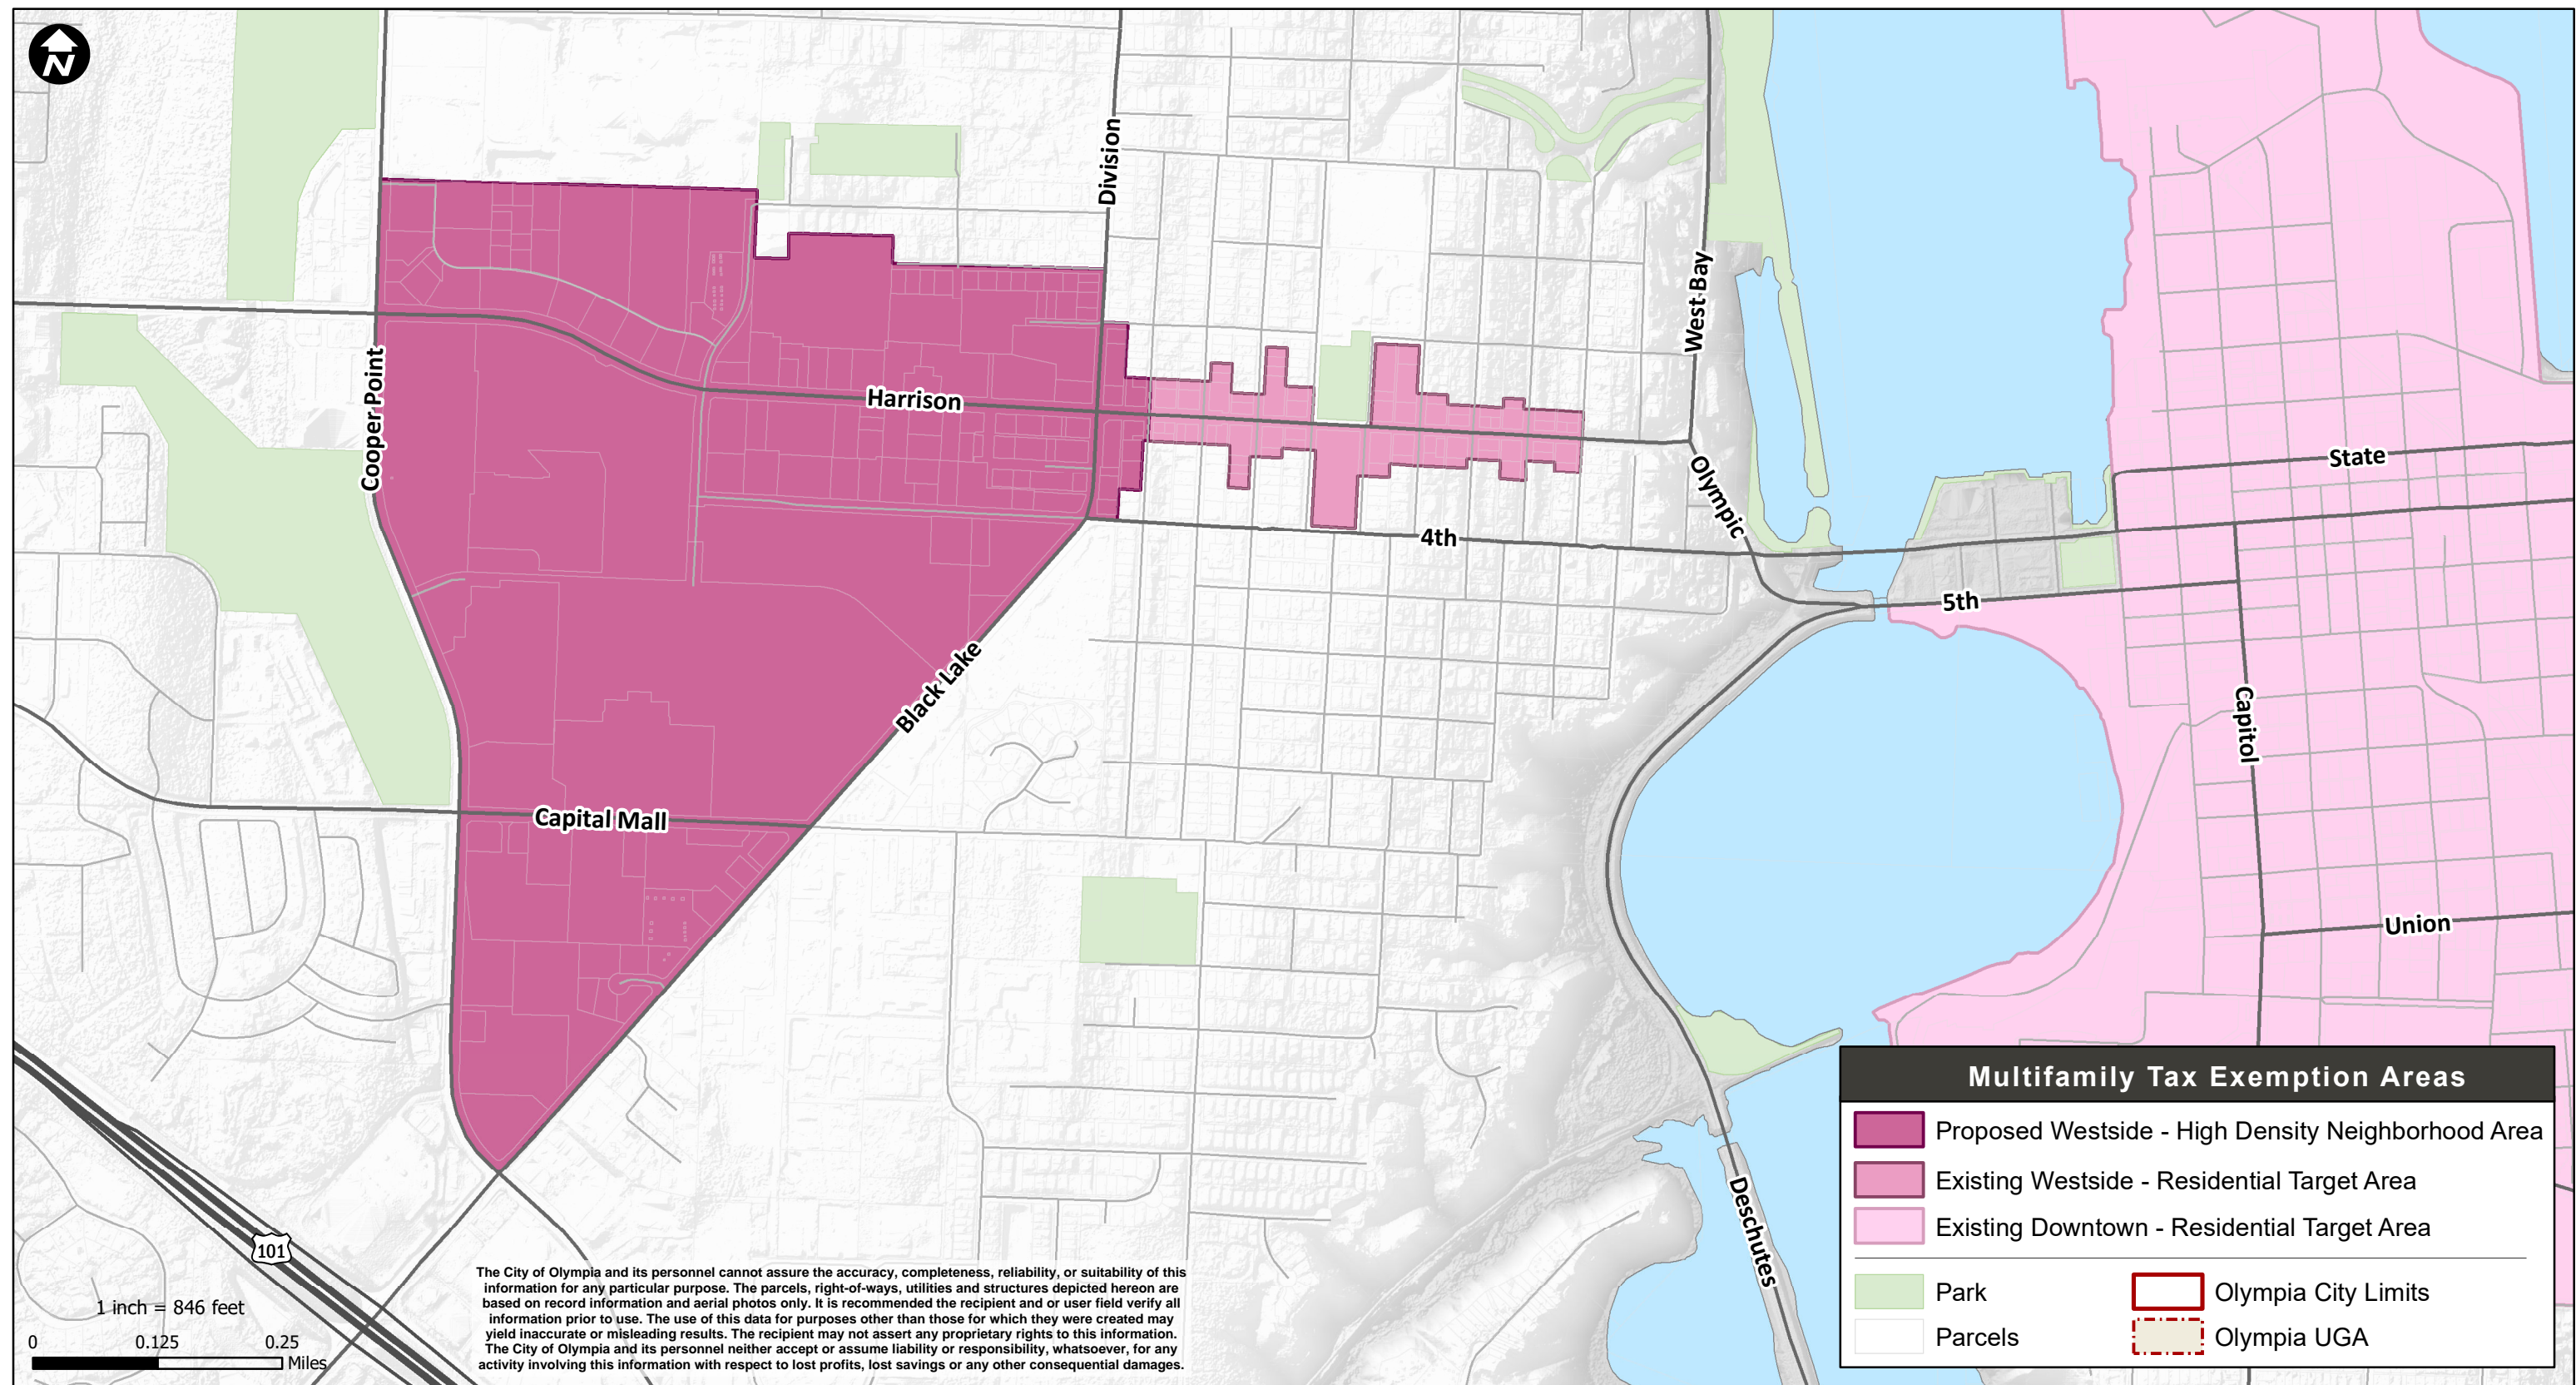 N
Division
West Bay
Cooper Point
Harrison
State
Olympic
4th
5th
Black Lake
Capitol
Capital Mall
Union
Deschutes
101
Multifamily Tax Exemption Areas
Proposed Westside - High Density Neighborhood Area
Existing Westside - Residential Target Area
Existing Downtown - Residential Target Area
Park
Olympia City Limits
Parcels
Olympia UGA
1 inch = 846 feet
0 0.125 0.25
Miles
The City of Olympia and its personnel cannot assure the accuracy, completeness, reliability, or suitability of this
information for any particular purpose. The parcels, right-of-ways, utilities and structures depicted hereon are
based on record information and aerial photos only. It is recommended the recipient and or user field verify all
information prior to use. The use of this data for purposes other than those for which they were created may
yield inaccurate or misleading results. The recipient may not assert any proprietary rights to this information.
The City of Olympia and its personnel neither accept or assume liability or responsibility, whatsoever, for any
activity involving this information with respect to lost profits, lost savings or any other consequential damages.